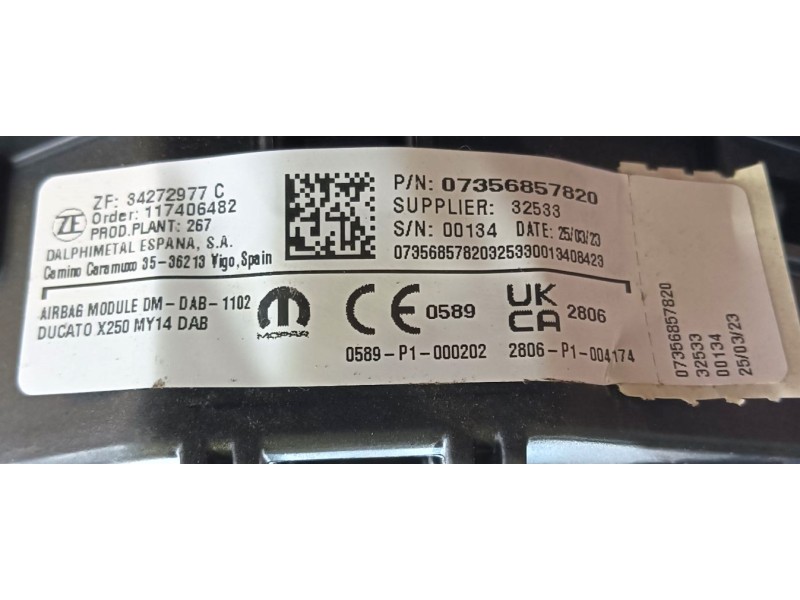 ZF
ZF: 34272977 C
Order: 117406482
PROD.PLANT: 267
DALPHIMETAL ESPANA, S.A.
Camino Caramuxo 35-36213 Vigo, Spain
P/N: 07356857820
SUPPLIER: 32533
S/N: 00134 DATE: 25/03/23
07356857820325330013408423
AIRBAG MODULE DM-DAB-1102
DUCATO X250 MY14 DAB
MOPAR
CE 0589
0589-P1-000202
UK
CA 2806
2806-P1-004174
07356857820
32533
00134
25/03/23